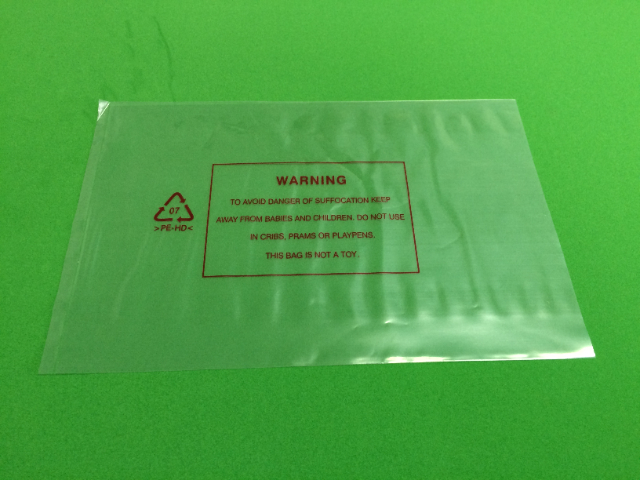 WARNING
TO AVOID DANGER OF SUFFOCATION KEEP
AWAY FROM BABIES AND CHILDREN. DO NOT USE
IN CRIBS, PRAMS OR PLAYPENS.
THIS BAG IS NOT A TOY.
07
>PE-HD<